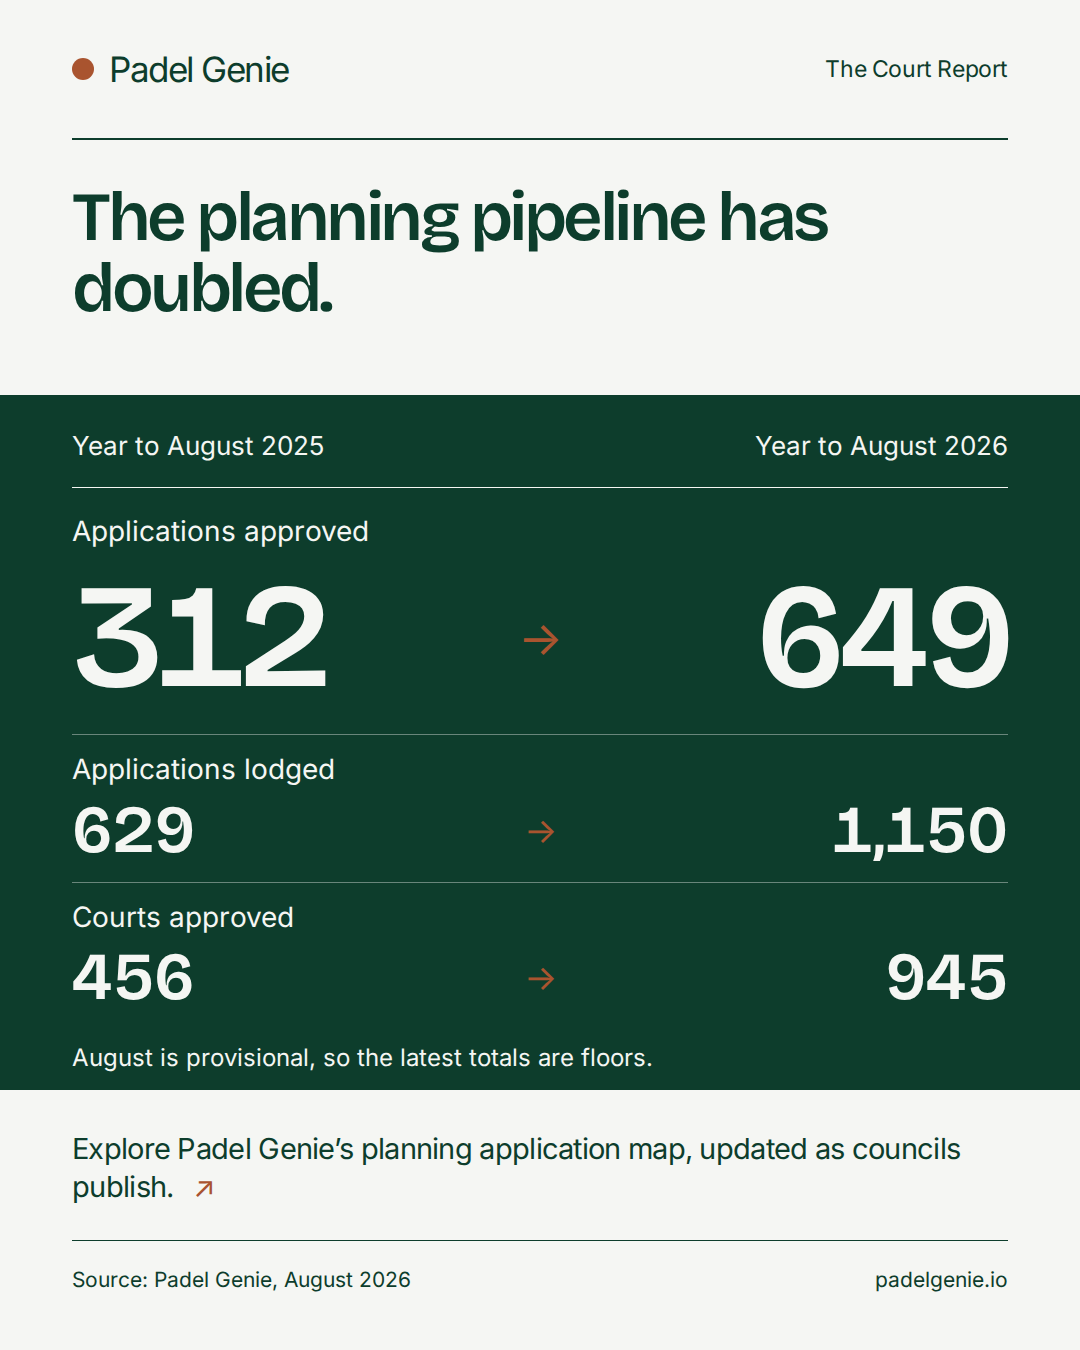 Padel Genie
The Court Report
The planning pipeline has
doubled.
Year to August 2025
Year to August 2026
Applications approved
312 → 649
Applications lodged
629 → 1,150
Courts approved
456 → 945
August is provisional, so the latest totals are floors.
Explore Padel Genie’s planning application map, updated as councils
publish. ↗
Source: Padel Genie, August 2026
padelgenie.io